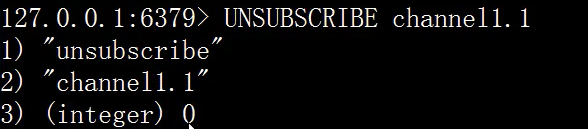 127.0.0.1:6379> UNSUBSCRIBE channel1.1
1) "unsubscribe"
2) "channel1.1"
3) (integer) 0